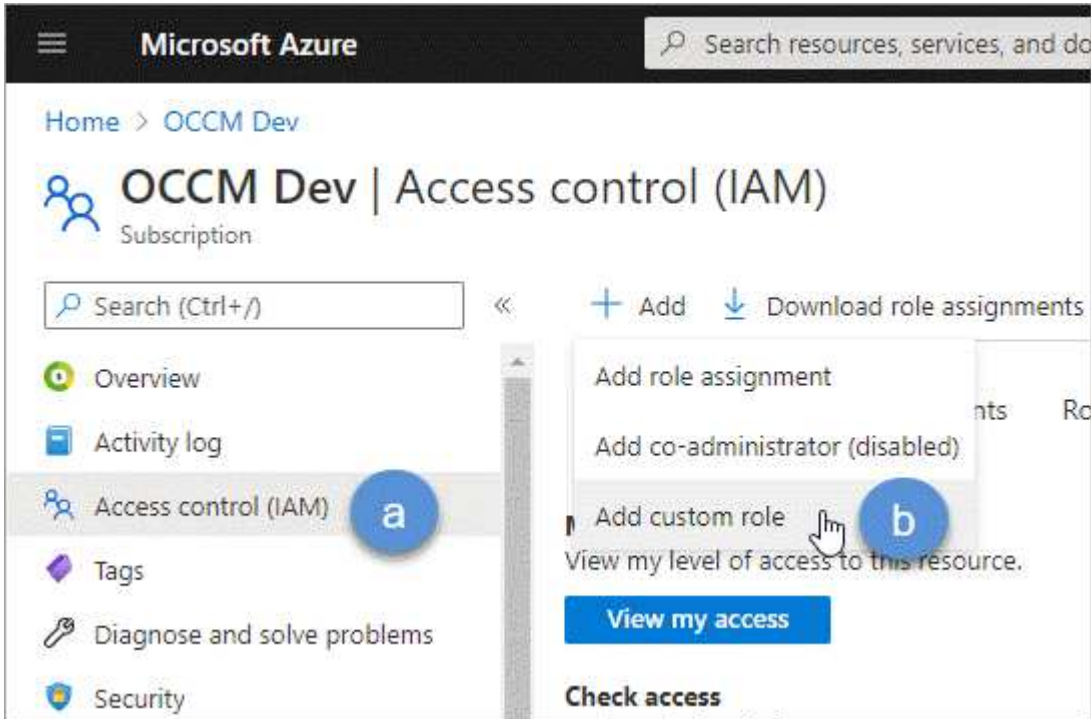 Microsoft Azure
Search resources, services, and do
Home > OCCM Dev
OCCM Dev | Access control (IAM)
Subscription
Search (Ctrl+/)
«
+ Add
Download role assignments
Overview
Add role assignment
nts
Ro
Activity log
Add co-administrator (disabled)
Access control (IAM)
a
Add custom role
b
M
Tags
View my level of access to this resource.
View my access
Diagnose and solve problems
Security
Check access